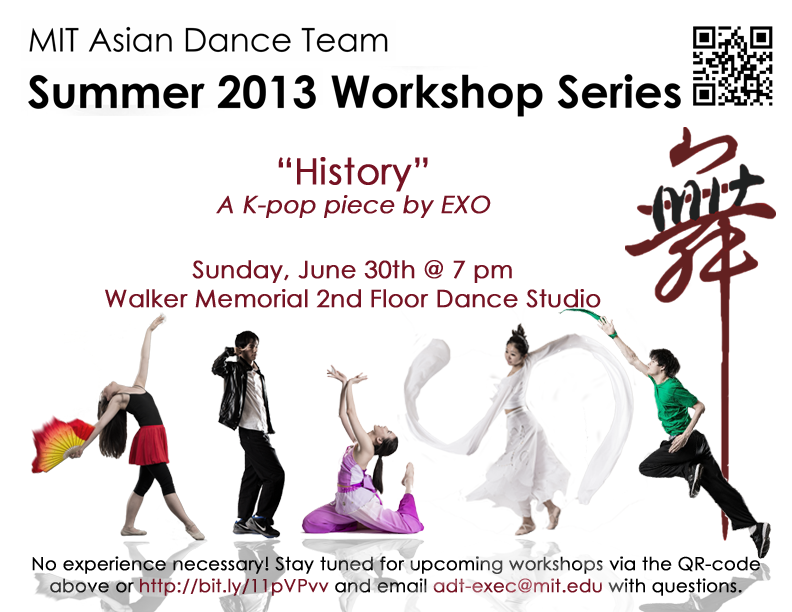 MIT Asian Dance Team
Summer 2013 Workshop Series
舞
“History”
A K-pop piece by EXO
Sunday, June 30th @ 7 pm
Walker Memorial 2nd Floor Dance Studio
No experience necessary! Stay tuned for upcoming workshops via the QR-code
above or http://bit.ly/11pVPvv and email adt-exec@mit.edu with questions.